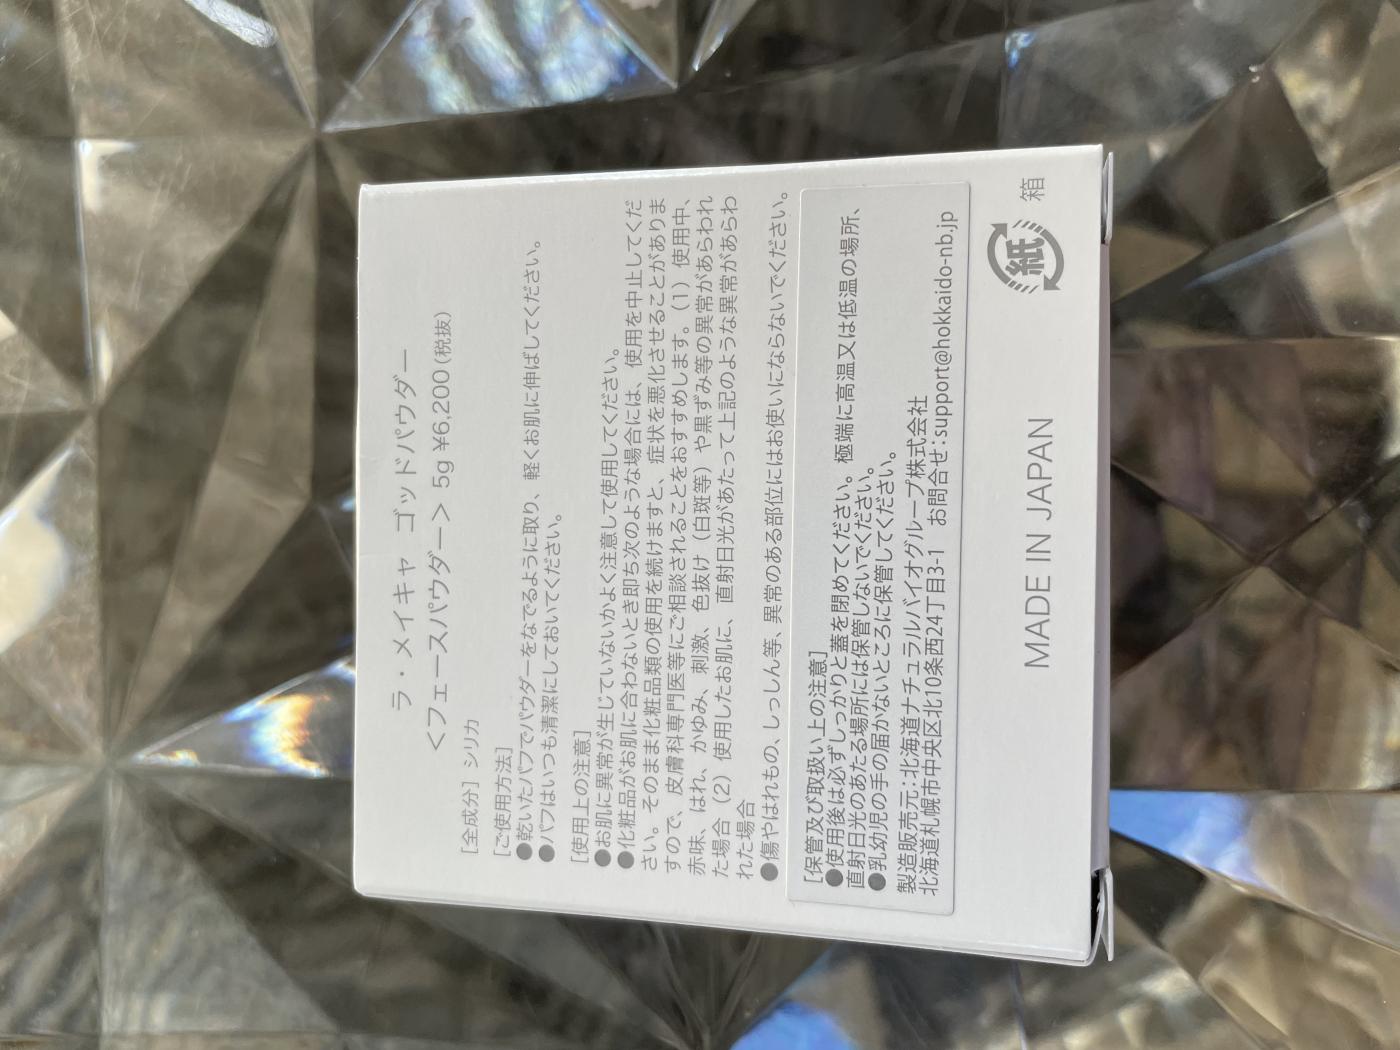 ラ・メイキャ ゴッドパウダー
＜フェースパウダー＞ 5g ¥6,200(税抜)
[全成分] シリカ
[ご使用方法]
●乾いたパフでパウダーをなでるように取り、軽くお肌に伸ばしてください。
●パフはいつも清潔にしておいてください。
[使用上の注意]
●お肌に異常が生じていないかよく注意して使用してください。
●化粧品がお肌に合わないとき即ち次のような場合には、使用を中止してくだ
さい。そのまま化粧品類の使用を続けますと、症状を悪化させることがありま
すので、皮膚科専門医等にご相談されることをおすすめします。(1) 使用中、
赤味、はれ、かゆみ、刺激、色抜け（白斑等）や黒ずみ等の異常があらわれ
た場合 (2) 使用したお肌に、直射日光があたって上記のような異常があらわ
れた場合
●傷やはれもの、しっしん等、異常のある部位にはお使いにならないでください。
[保管及び取扱い上の注意]
●使用後は必ずしっかりと蓋を閉めてください。極端に高温又は低温の場所、
直射日光のあたる場所には保管しないでください。
●乳幼児の手の届かないところに保管してください。
製造販売元：北海道ナチュラルバイオグループ株式会社
北海道札幌市中央区北10条西24丁目3-1 お問合せ：support@hokkaido-nb.jp
MADE IN JAPAN
紙 箱